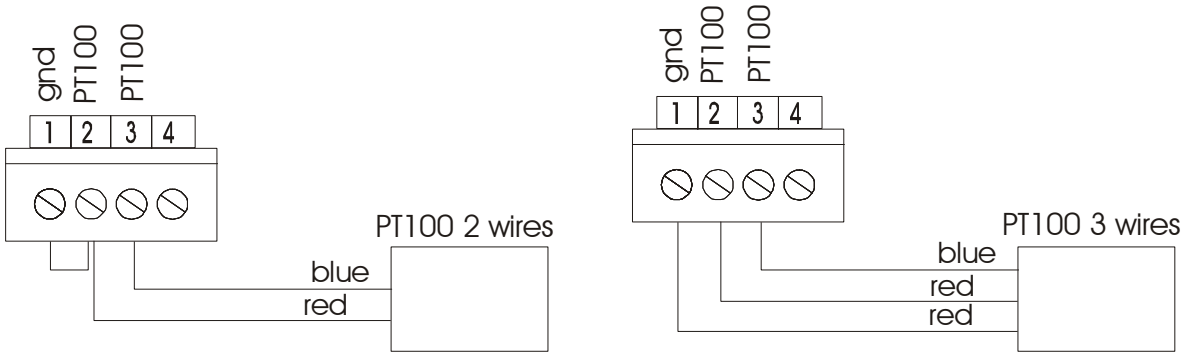 gnd
PT100
PT100
1 2 3 4
PT100 2 wires
blue
red
gnd
PT100
PT100
1 2 3 4
PT100 3 wires
blue
red
red